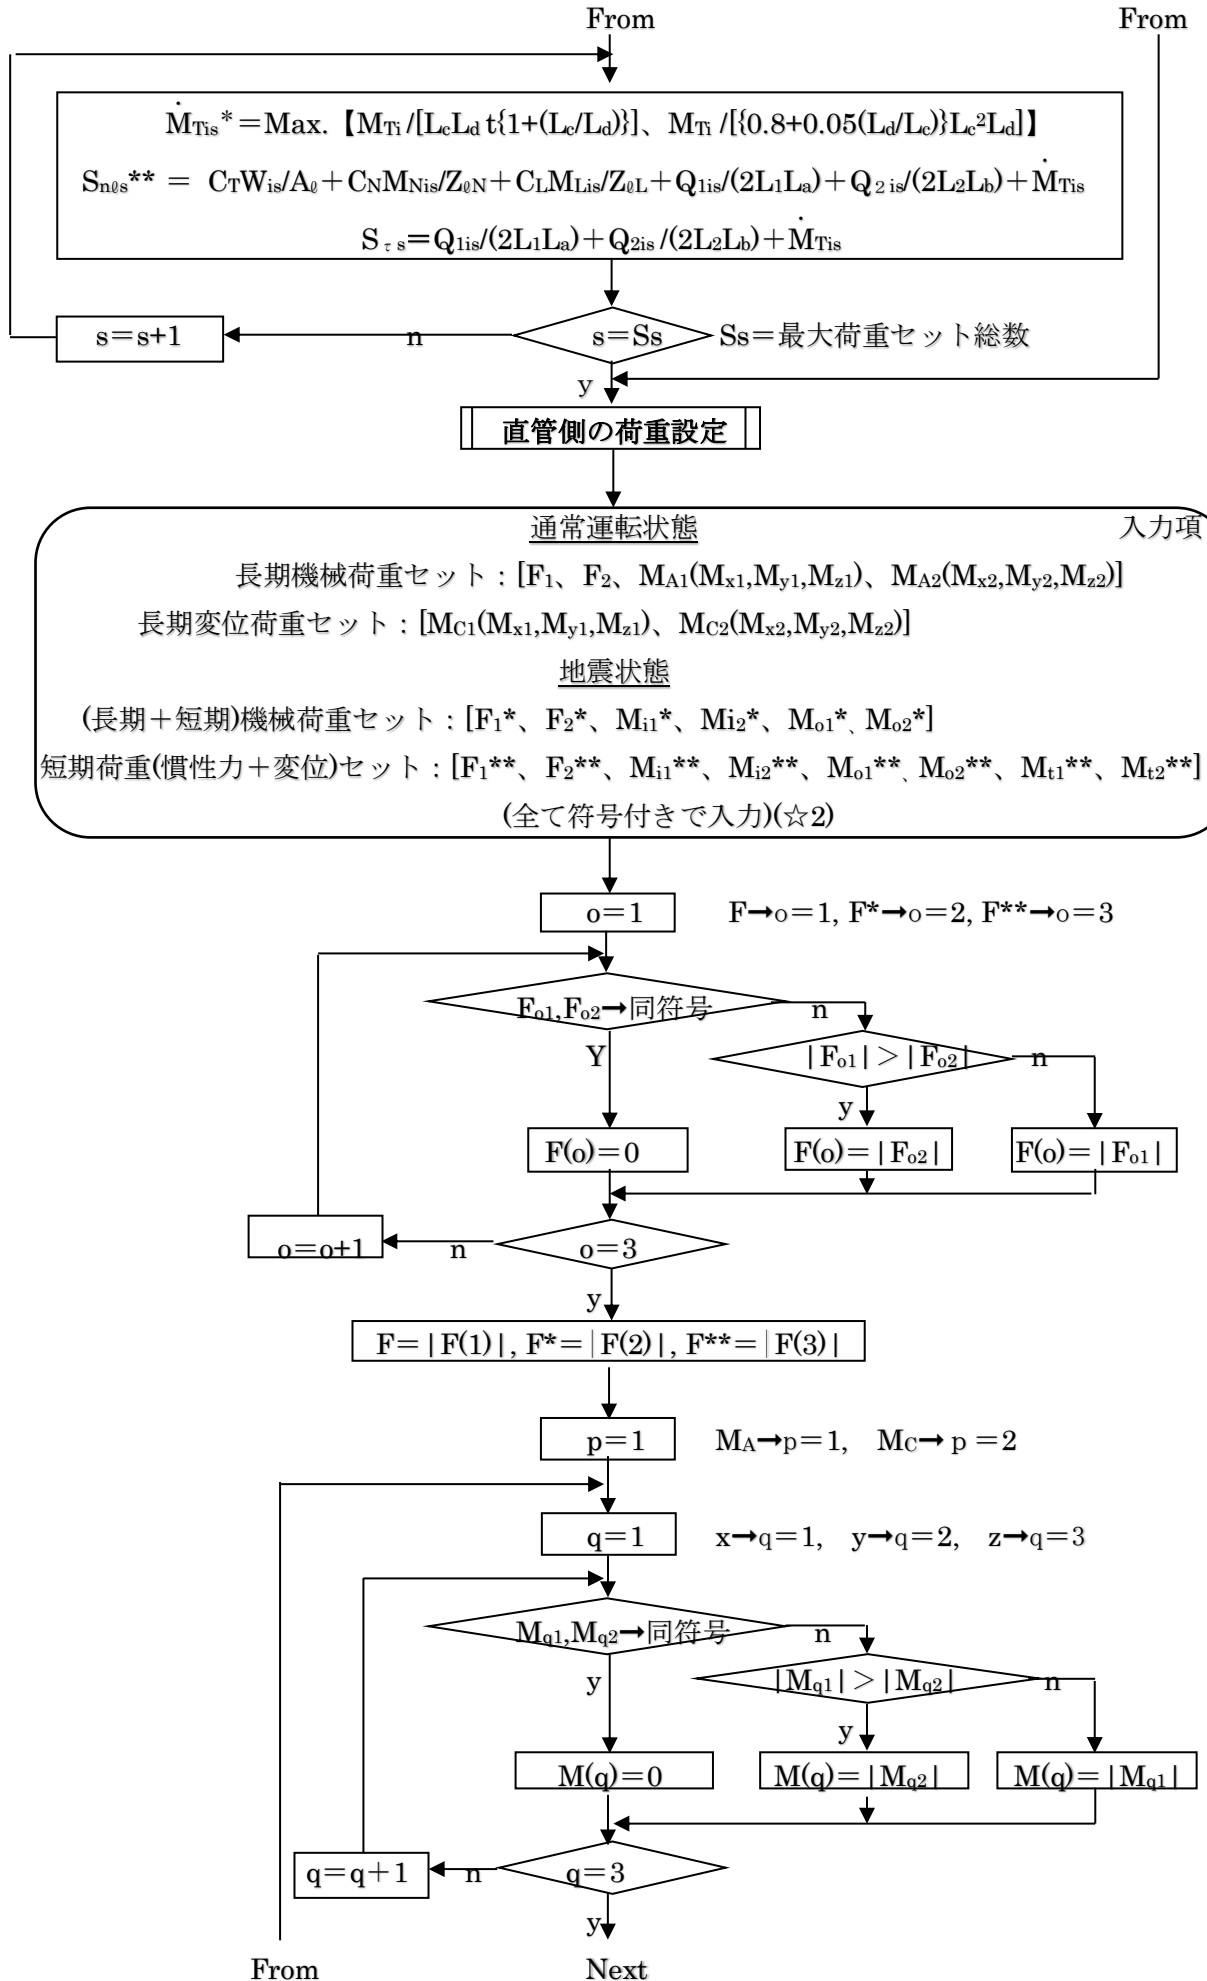 From From
ṀTis*＝Max.【MTi/[LcLd t{1+(Lc/Ld)}]、MTi/[{0.8+0.05(Ld/Lc)}Lc²Ld]】
Snℓs**＝ CTWis/Aℓ＋CNMNis/ZℓN＋CLMLis/ZℓL＋Q1is/(2L1La)＋Q２is/(2L2Lb)＋ṀTis
Sτs＝Q1is/(2L1La)＋Q2is/(2L2Lb)＋ṀTis
s＝s+1 n s＝Ss Ss＝最大荷重セット総数
y
直管側の荷重設定
通常運転状態 入力項
長期機械荷重セット：[F1、F2、MA1(Mx1,My1,Mz1)、MA2(Mx2,My2,Mz2)]
長期変位荷重セット：[MC1(Mx1,My1,Mz1)、MC2(Mx2,My2,Mz2)]
地震状態
(長期＋短期)機械荷重セット：[F1*、F2*、Mi1*、Mi2*、Mo1*、Mo2*]
短期荷重(慣性力＋変位)セット：[F1**、F2**、Mi1**、Mi2**、Mo1**、Mo2**、Mt1**、Mt2**]
(全て符号付きで入力)(☆2)
o＝1 F→o＝1, F*→o＝2, F**→o＝3
Fo1,Fo2→同符号 n
Y |Fo1|＞|Fo2| n
y
F(o)＝0 F(o)＝|Fo2| F(o)＝|Fo1|
o＝o+1 n o＝3
y
F＝|F(1)|, F*＝|F(2)|, F**＝|F(3)|
p＝1 MA→p＝1, MC→ p＝2
q＝1 x→q＝1, y→q＝2, z→q＝3
Mq1,Mq2→同符号 n
y |Mq1|＞|Mq2| n
y
M(q)＝0 M(q)＝|Mq2| M(q)＝|Mq1|
q＝q＋1 n q＝3
y
From Next